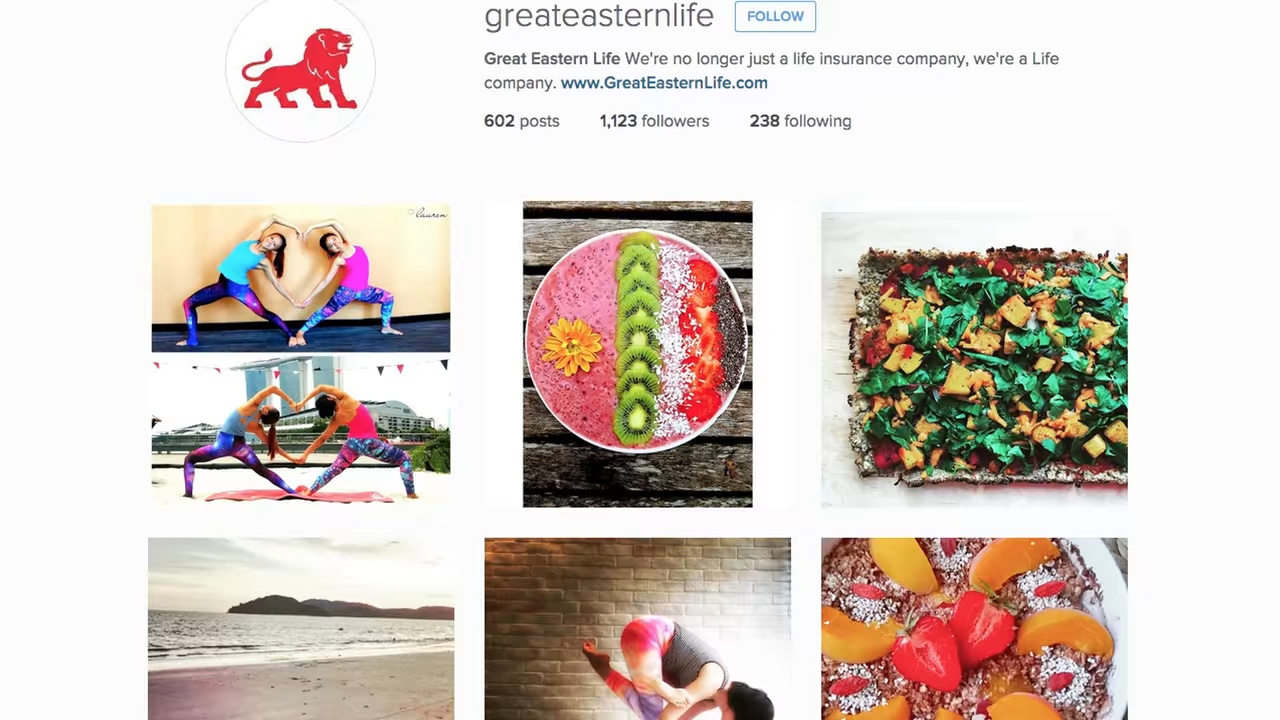 greateasternlife FOLLOW
Great Eastern Life We're no longer just a life insurance company, we're a Life
company. www.GreatEasternLife.com
602 posts 1,123 followers 238 following
lauren